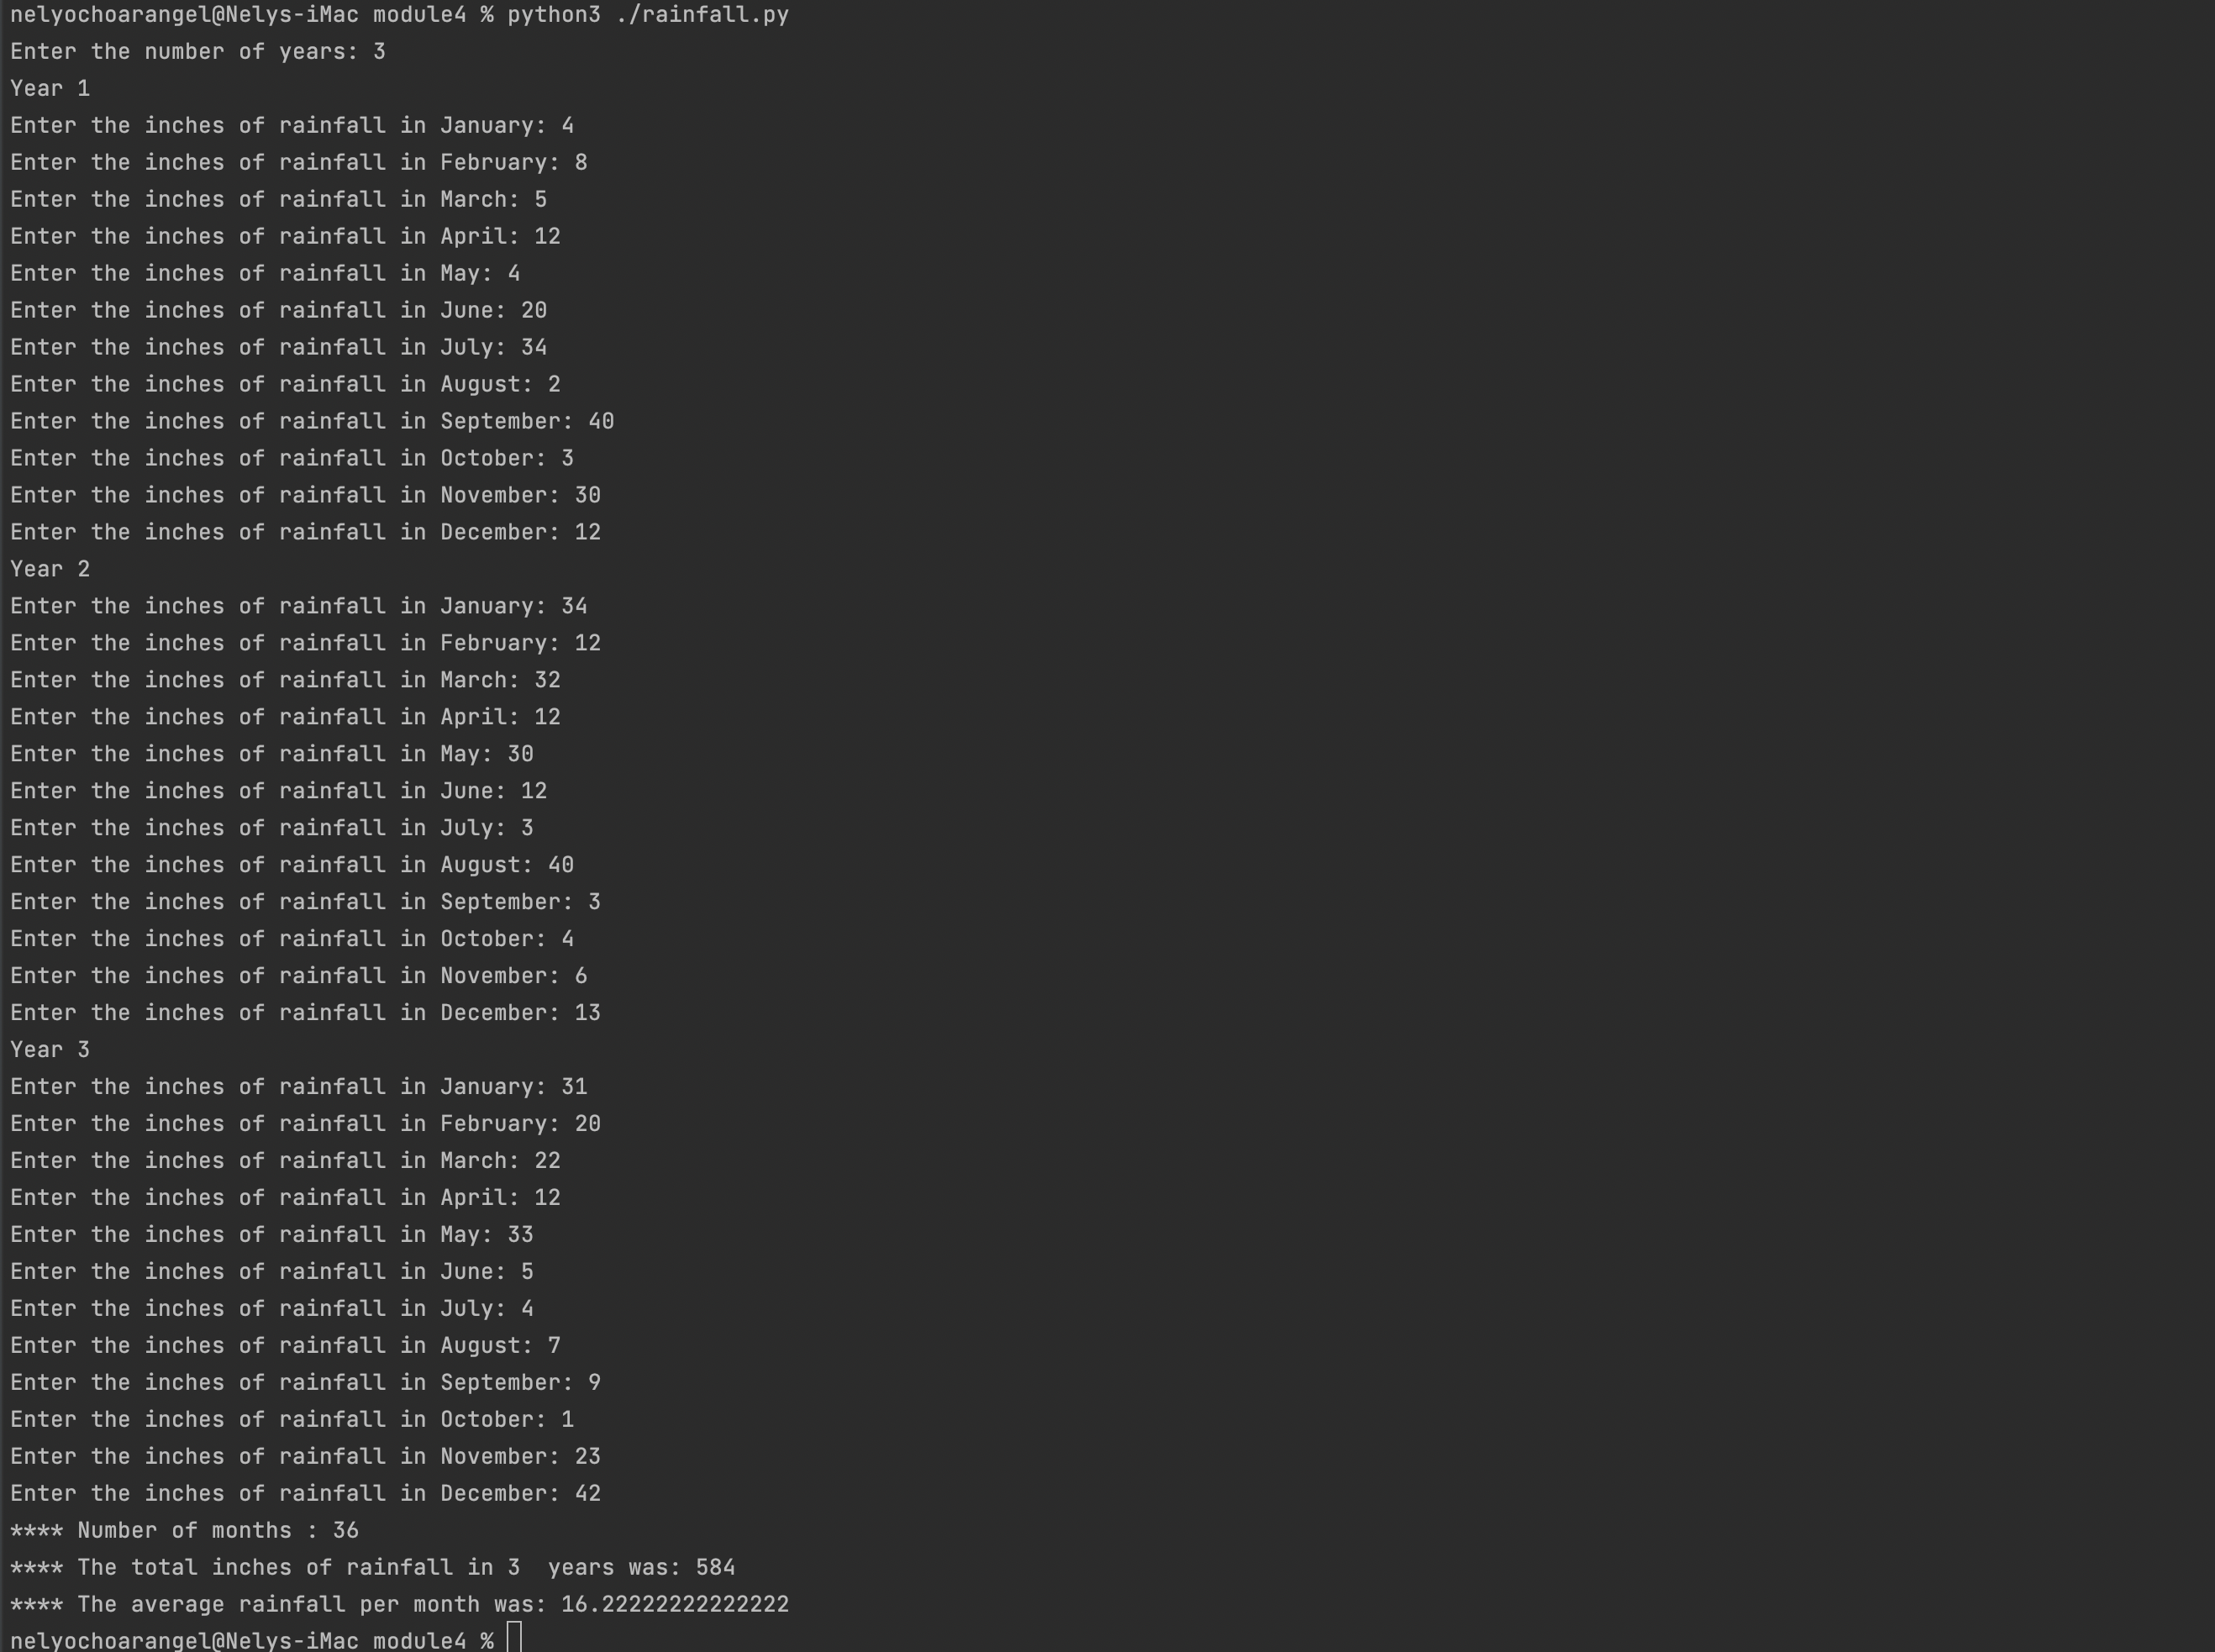 nelyochoarangel@Nelys-iMac module4 % python3 ./rainfall.py
Enter the number of years: 3
Year 1
Enter the inches of rainfall in January: 4
Enter the inches of rainfall in February: 8
Enter the inches of rainfall in March: 5
Enter the inches of rainfall in April: 12
Enter the inches of rainfall in May: 4
Enter the inches of rainfall in June: 20
Enter the inches of rainfall in July: 34
Enter the inches of rainfall in August: 2
Enter the inches of rainfall in September: 40
Enter the inches of rainfall in October: 3
Enter the inches of rainfall in November: 30
Enter the inches of rainfall in December: 12
Year 2
Enter the inches of rainfall in January: 34
Enter the inches of rainfall in February: 12
Enter the inches of rainfall in March: 32
Enter the inches of rainfall in April: 12
Enter the inches of rainfall in May: 30
Enter the inches of rainfall in June: 12
Enter the inches of rainfall in July: 3
Enter the inches of rainfall in August: 40
Enter the inches of rainfall in September: 3
Enter the inches of rainfall in October: 4
Enter the inches of rainfall in November: 6
Enter the inches of rainfall in December: 13
Year 3
Enter the inches of rainfall in January: 31
Enter the inches of rainfall in February: 20
Enter the inches of rainfall in March: 22
Enter the inches of rainfall in April: 12
Enter the inches of rainfall in May: 33
Enter the inches of rainfall in June: 5
Enter the inches of rainfall in July: 4
Enter the inches of rainfall in August: 7
Enter the inches of rainfall in September: 9
Enter the inches of rainfall in October: 1
Enter the inches of rainfall in November: 23
Enter the inches of rainfall in December: 42
**** Number of months : 36
**** The total inches of rainfall in 3  years was: 584
**** The average rainfall per month was: 16.22222222222222
nelyochoarangel@Nelys-iMac module4 %